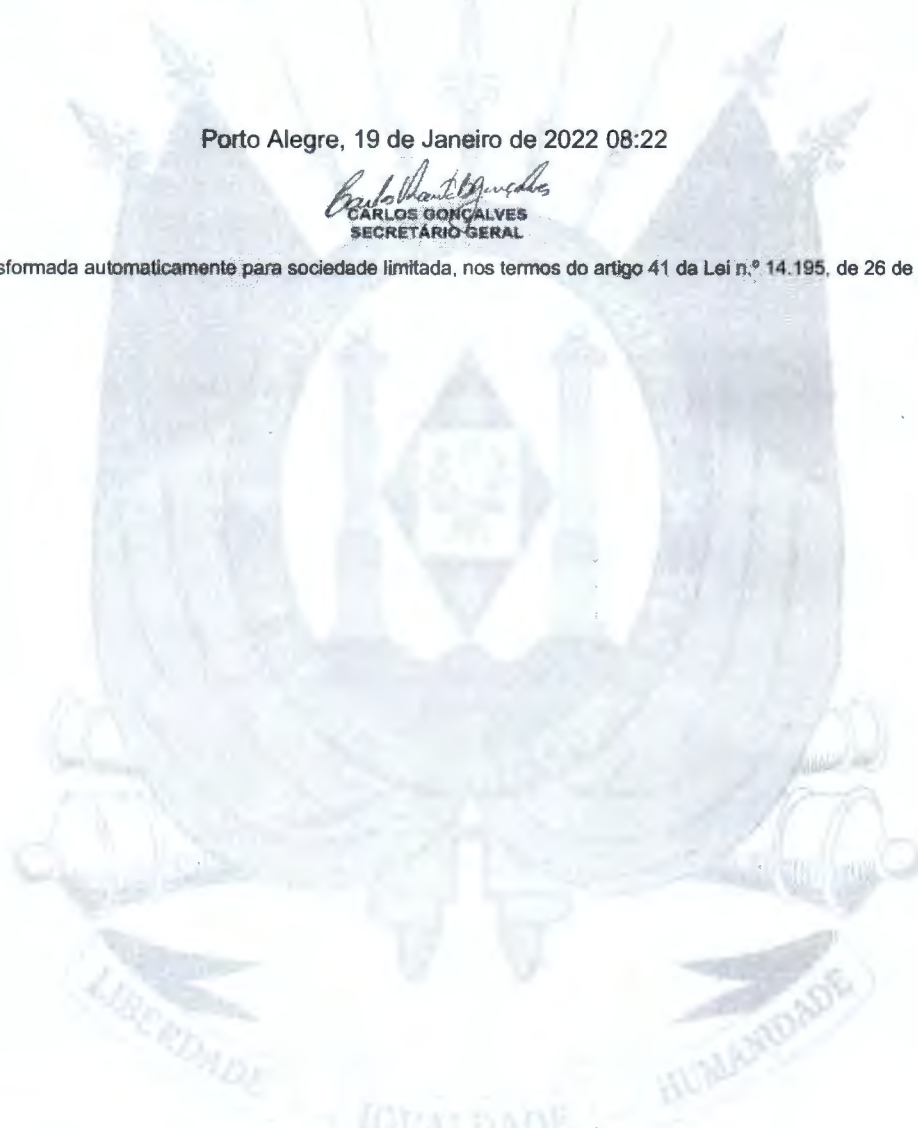 Porto Alegre, 19 de Janeiro de 2022 08:22
CARLOS GONÇALVES
SECRETÁRIO GERAL
sformada automaticamente para sociedade limitada, nos termos do artigo 41 da Lei n.º 14.195, de 26 de
LIBERDADE
IGUALDADE
HUMANIDADE